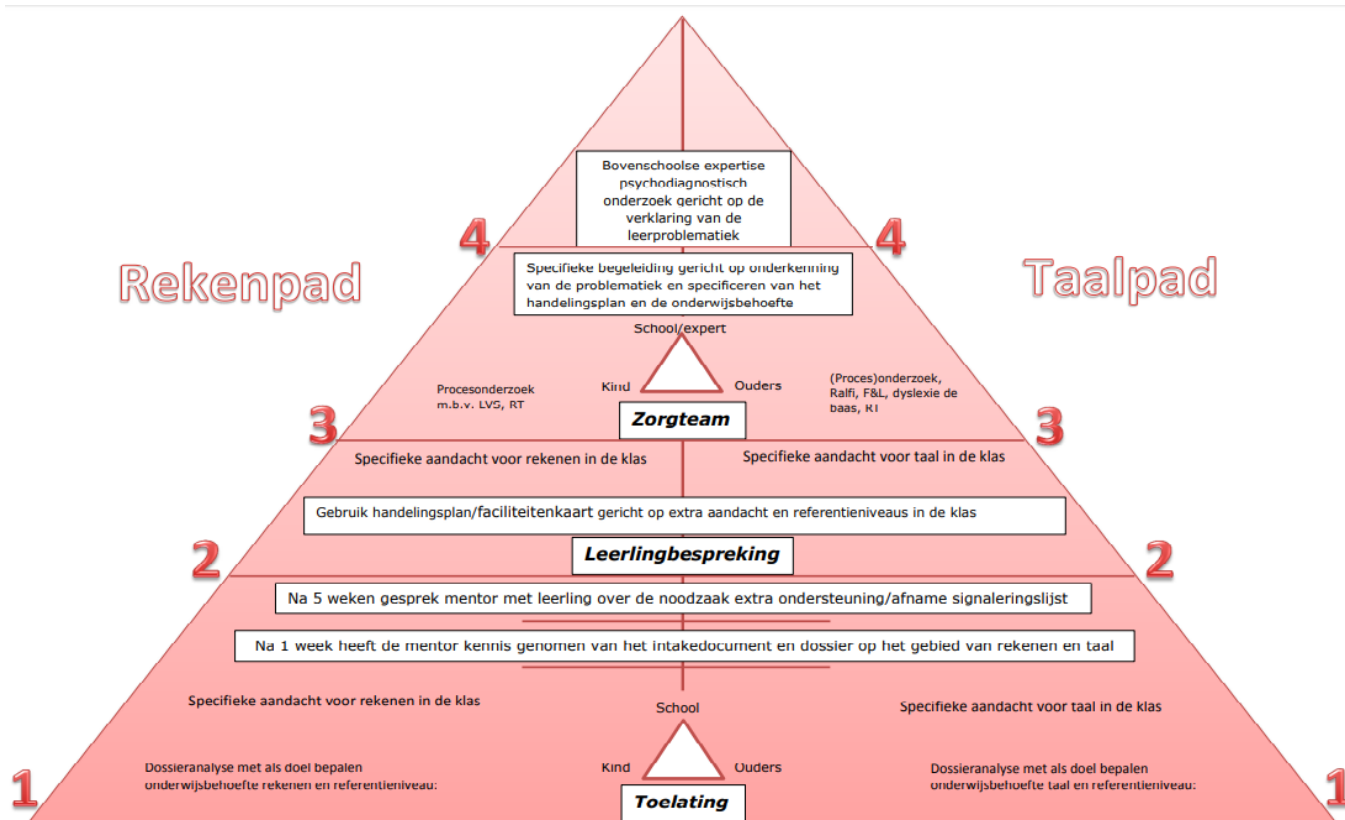 Bovenschoolse expertise
psychodiagnostisch
onderzoek gericht op de
verklaring van de
leerproblematiek
4
4
Rekenpad
Taalpad
Specifieke begeleiding gericht op onderkenning
van de problematiek en specificeren van het
handelingsplan en de onderwijsbehoefte
School/expert
Kind
Ouders
Procesonderzoek
m.b.v. LVS, RT
(Proces)onderzoek,
Ralfi, F&L, dyslexie de
baas, RT
Zorgteam
3
3
Specifieke aandacht voor rekenen in de klas
Specifieke aandacht voor taal in de klas
Gebruik handelingsplan/faciliteitenkaart gericht op extra aandacht en referentieniveaus in de klas
Leerlingbespreking
2
2
Na 5 weken gesprek mentor met leerling over de noodzaak extra ondersteuning/afname signaleringslijst
Na 1 week heeft de mentor kennis genomen van het intakedocument en dossier op het gebied van rekenen en taal
Specifieke aandacht voor rekenen in de klas
School
Specifieke aandacht voor taal in de klas
Kind
Ouders
Dossieranalyse met als doel bepalen
onderwijsbehoefte rekenen en referentieniveau:
Dossieranalyse met als doel bepalen
onderwijsbehoefte taal en referentieniveau:
1
1
Toelating